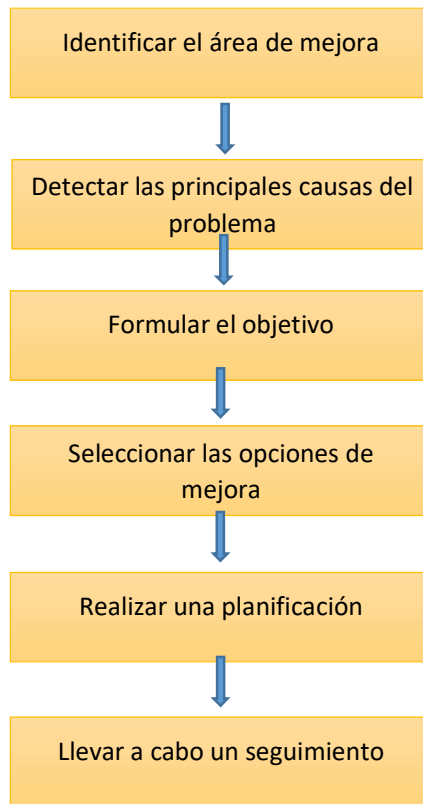 Identificar el área de mejora
Detectar las principales causas del
problema
Formular el objetivo
Seleccionar las opciones de
mejora
Realizar una planificación
Llevar a cabo un seguimiento